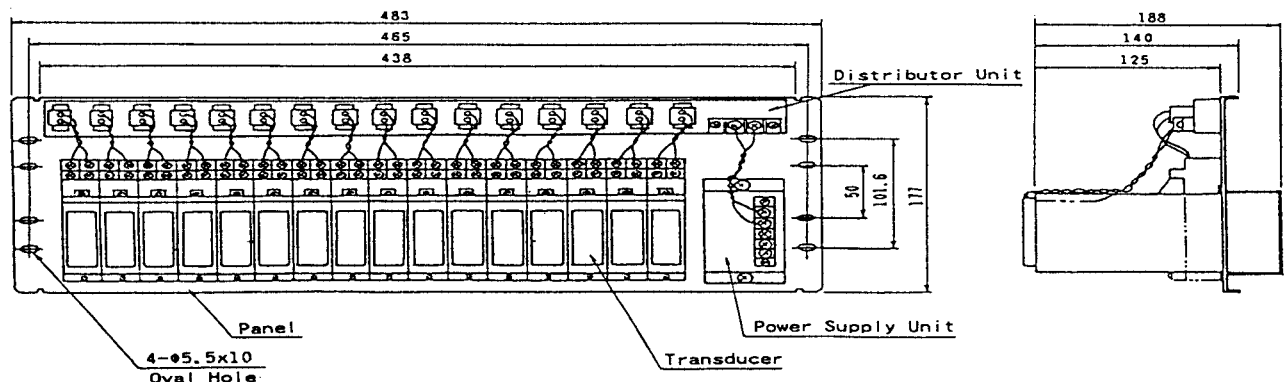 483
465
438
Distributor Unit
50
101.6
177
Panel
4-φ5.5x10
Oval Hole
Power Supply Unit
Transducer
188
140
125